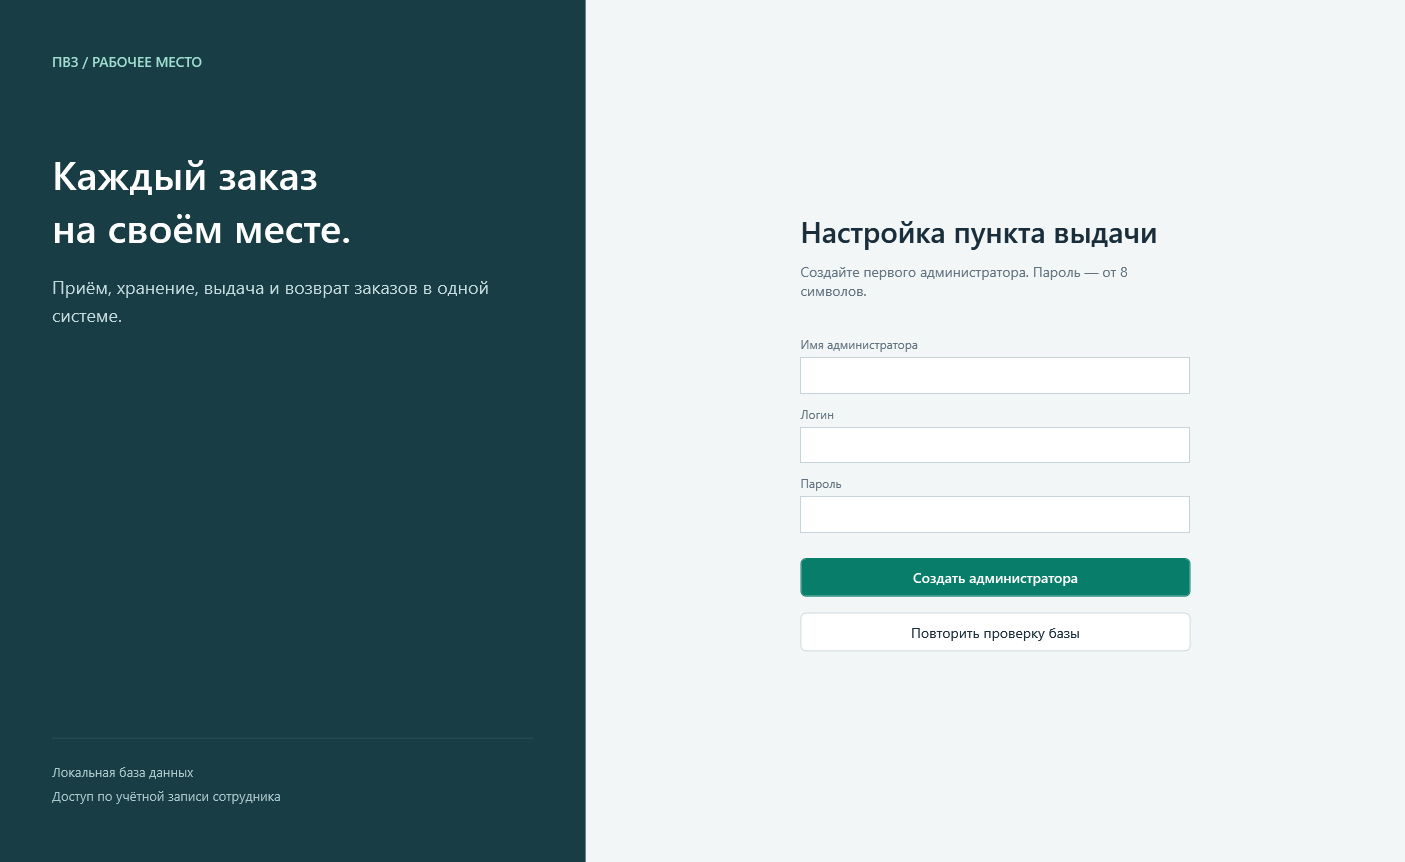 ПВЗ / РАБОЧЕЕ МЕСТО
Каждый заказ
на своём месте.
Приём, хранение, выдача и возврат заказов в одной
системе.
Локальная база данных
Доступ по учётной записи сотрудника
Настройка пункта выдачи
Создайте первого администратора. Пароль — от 8
символов.
Имя администратора
Логин
Пароль
Создать администратора
Повторить проверку базы